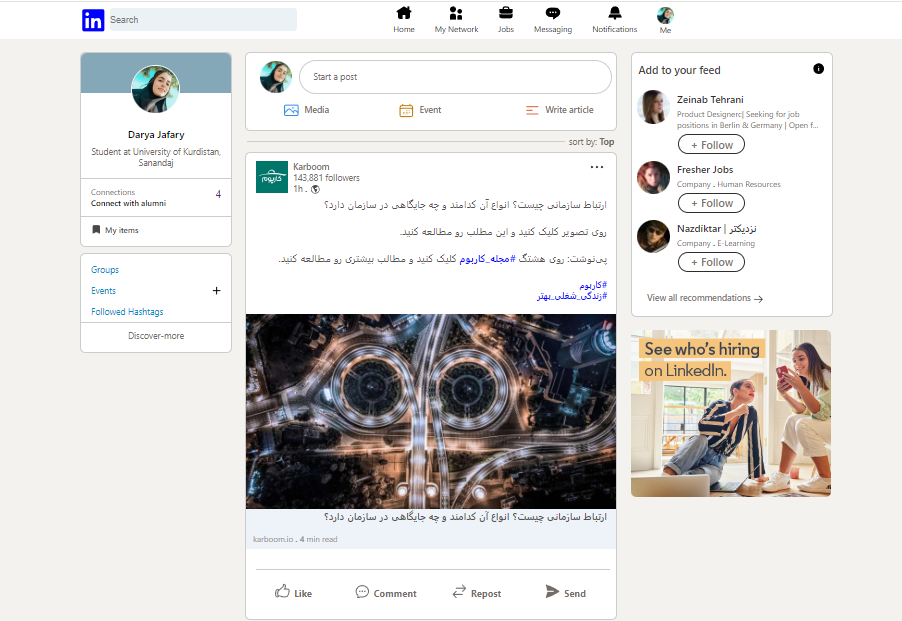 in
Search
Home
My Network
Jobs
Messaging
Notifications
Me
Darya Jafary
Student at University of Kurdistan,
Sanandaj
Connections
4
Connect with alumni
My items
Groups
Events
+
Followed Hashtags
Discover-more
Start a post
Media
Event
Write article
sort by: Top
کاربوم
Karboom
143,881 followers
1h .
ارتباط سازمانی چیست؟ انواع آن کدامند و چه جایگاهی در سازمان دارد؟
روی تصویر کلیک کنید و این مطلب رو مطالعه کنید.
پی‌نوشت: روی هشتگ #مجله_کاربوم کلیک کنید و مطالب بیشتری رو مطالعه کنید.
#کاربوم
#زندگی_شغلی_بهتر
ارتباط سازمانی چیست؟ انواع آن کدامند و چه جایگاهی در سازمان دارد؟
karboom.io . 4 min read
Like
Comment
Repost
Send
Add to your feed
Zeinab Tehrani
Product Designerc| Seeking for job
positions in Berlin & Germany | Open f...
+ Follow
Fresher Jobs
Company . Human Resources
+ Follow
Nazdiktar | نزدیکتر
Company . E-Learning
+ Follow
View all recommendations →
See who's hiring
on LinkedIn.